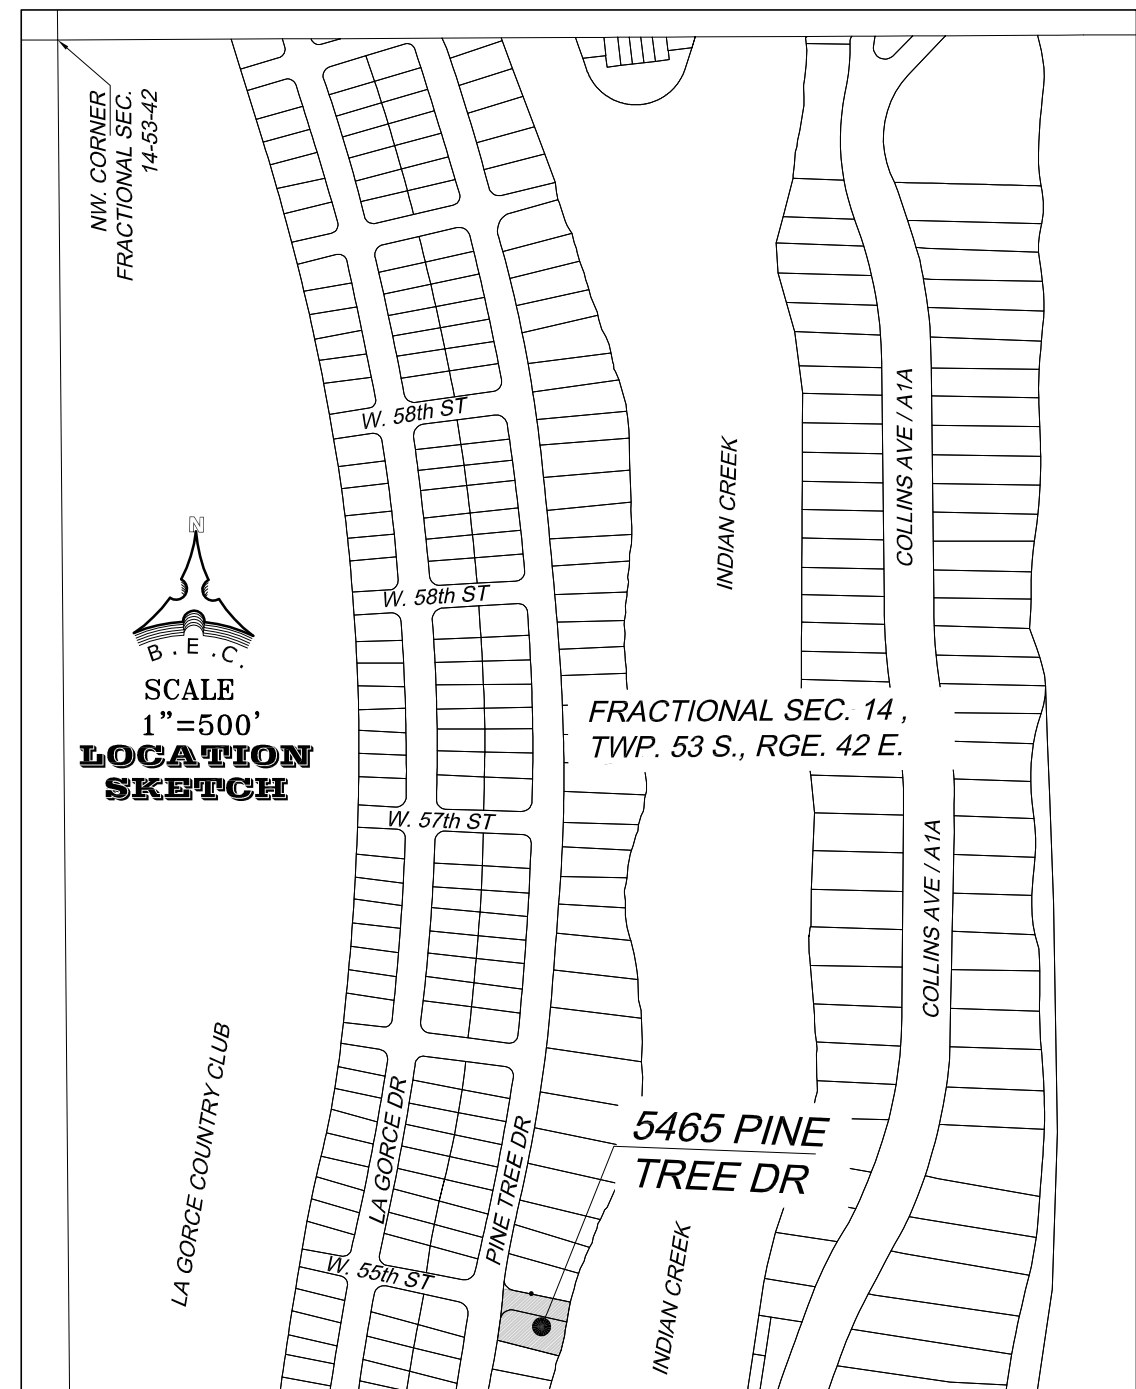 NW. CORNER
FRACTIONAL SEC.
14-53-42
W. 58th ST
COLLINS AVE / A1A
INDIAN CREEK
N
B.E.C.
W. 58th ST
SCALE
1"=500'
LOCATION
SKETCH
FRACTIONAL SEC. 14 ,
TWP. 53 S., RGE. 42 E.
W. 57th ST
COLLINS AVE / A1A
LA GORCE COUNTRY CLUB
LA GORCE DR
PINE TREE DR
5465 PINE
TREE DR
W. 55th ST
INDIAN CREEK